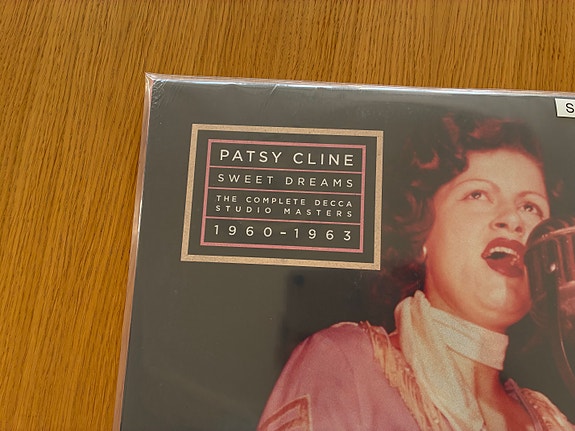 PATSY CLINE
SWEET DREAMS
THE COMPLETE DECCA
STUDIO MASTERS
1960-1963
S